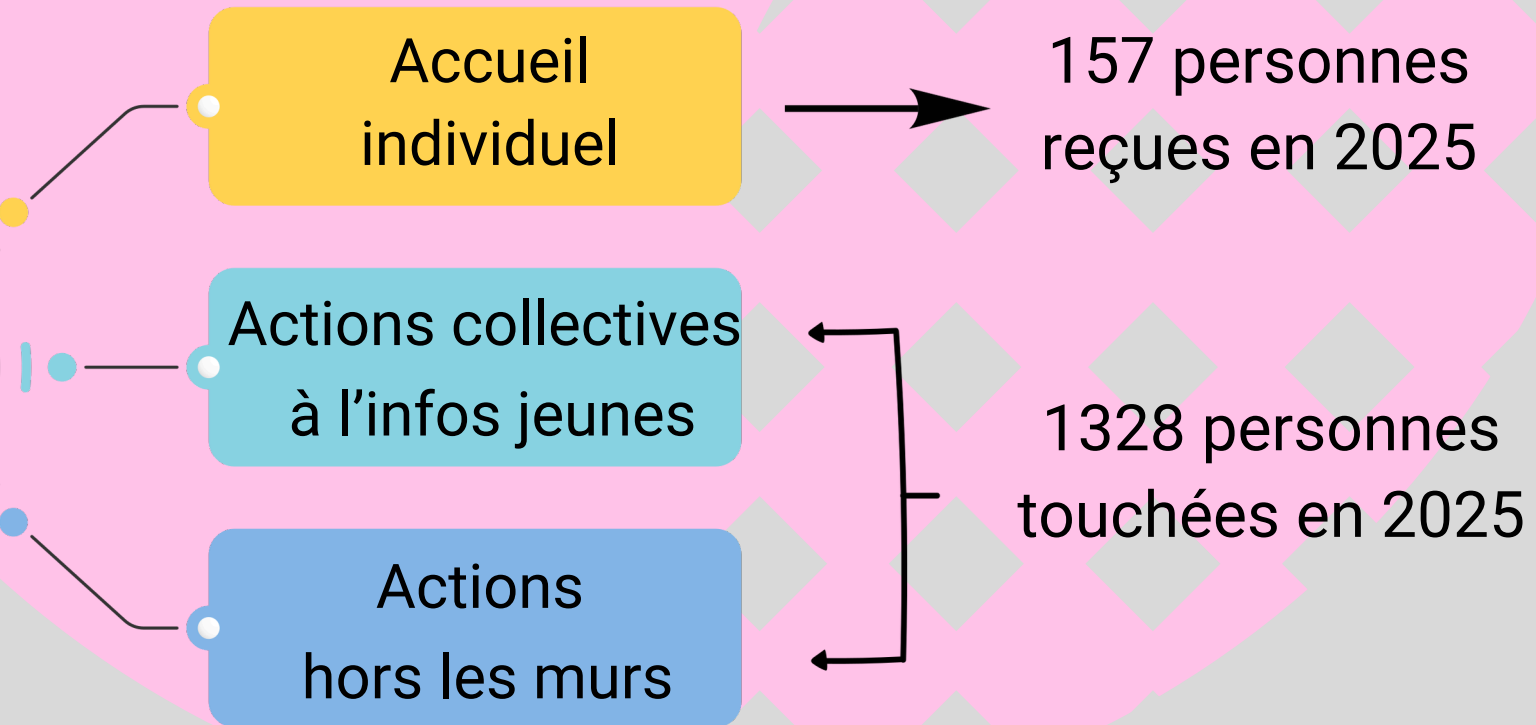 Accueil
individuel
157 personnes
reçues en 2025
Actions collectives
à l’infos jeunes
1328 personnes
touchées en 2025
Actions
hors les murs